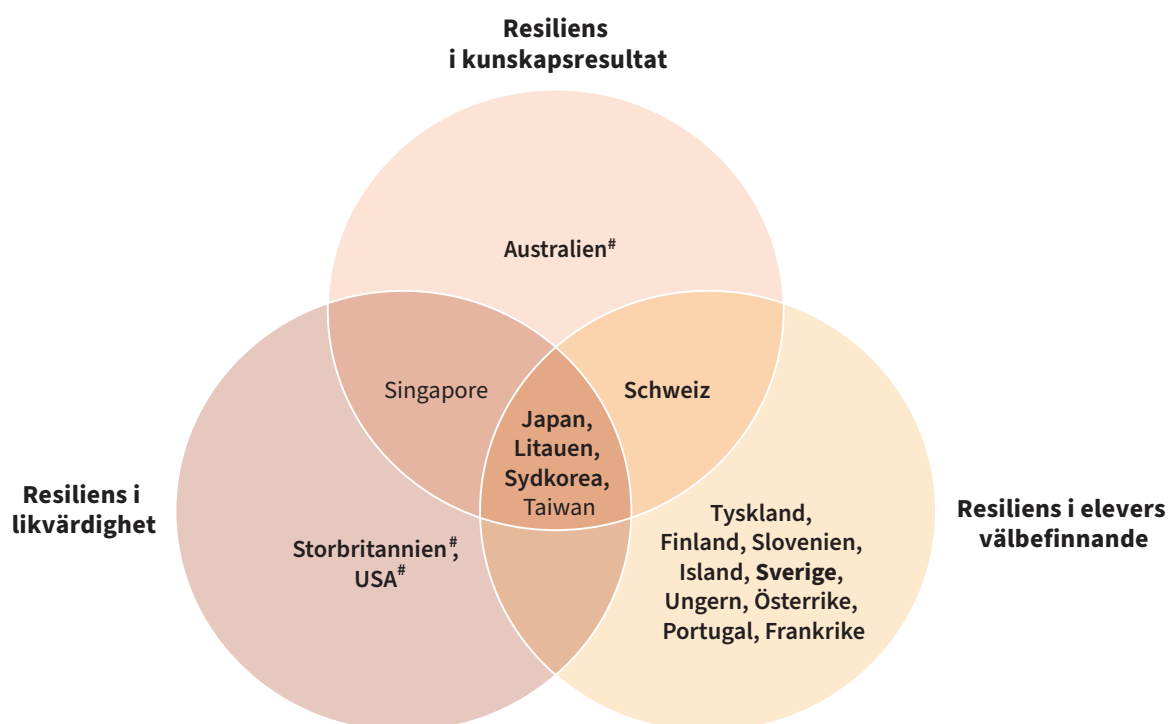 Resiliens
i kunskapsresultat
Australien#
Singapore
Schweiz
Japan,
Litauen,
Sydkorea,
Taiwan
Resiliens i
likvärdighet
Resiliens i elevers
välbefinnande
Storbritannien#,
USA#
Tyskland,
Finland, Slovenien,
Island, Sverige,
Ungern, Österrike,
Portugal, Frankrike